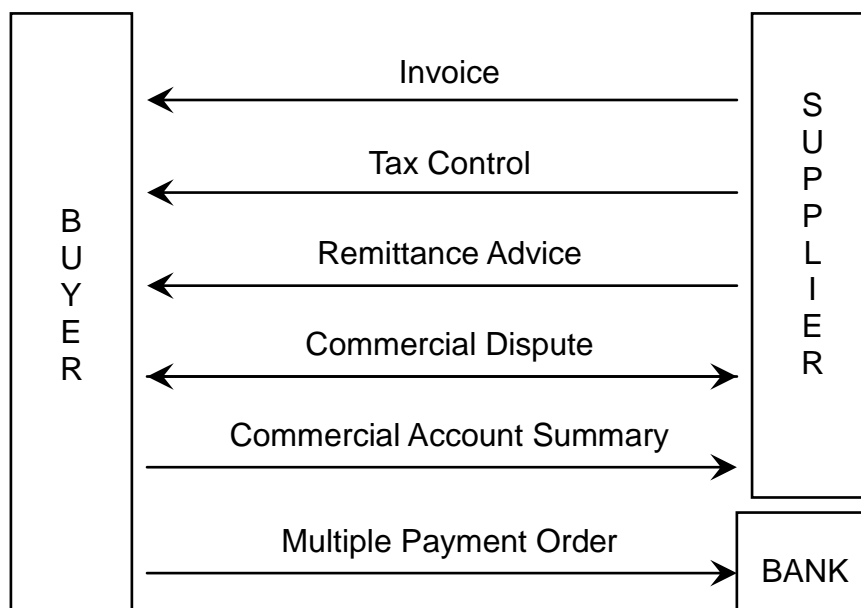 BUYER
Invoice
Tax Control
Remittance Advice
Commercial Dispute
Commercial Account Summary
Multiple Payment Order
SUPPLIER
BANK